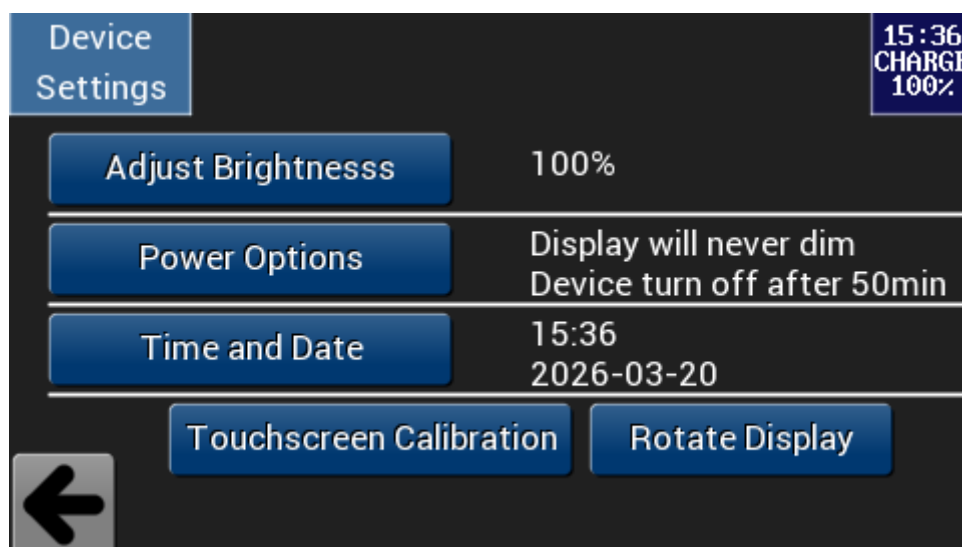 Device
Settings
15:36
CHARGE
100%
Adjust Brightnesss
100%
Power Options
Display will never dim
Device turn off after 50min
Time and Date
15:36
2026-03-20
Touchscreen Calibration
Rotate Display